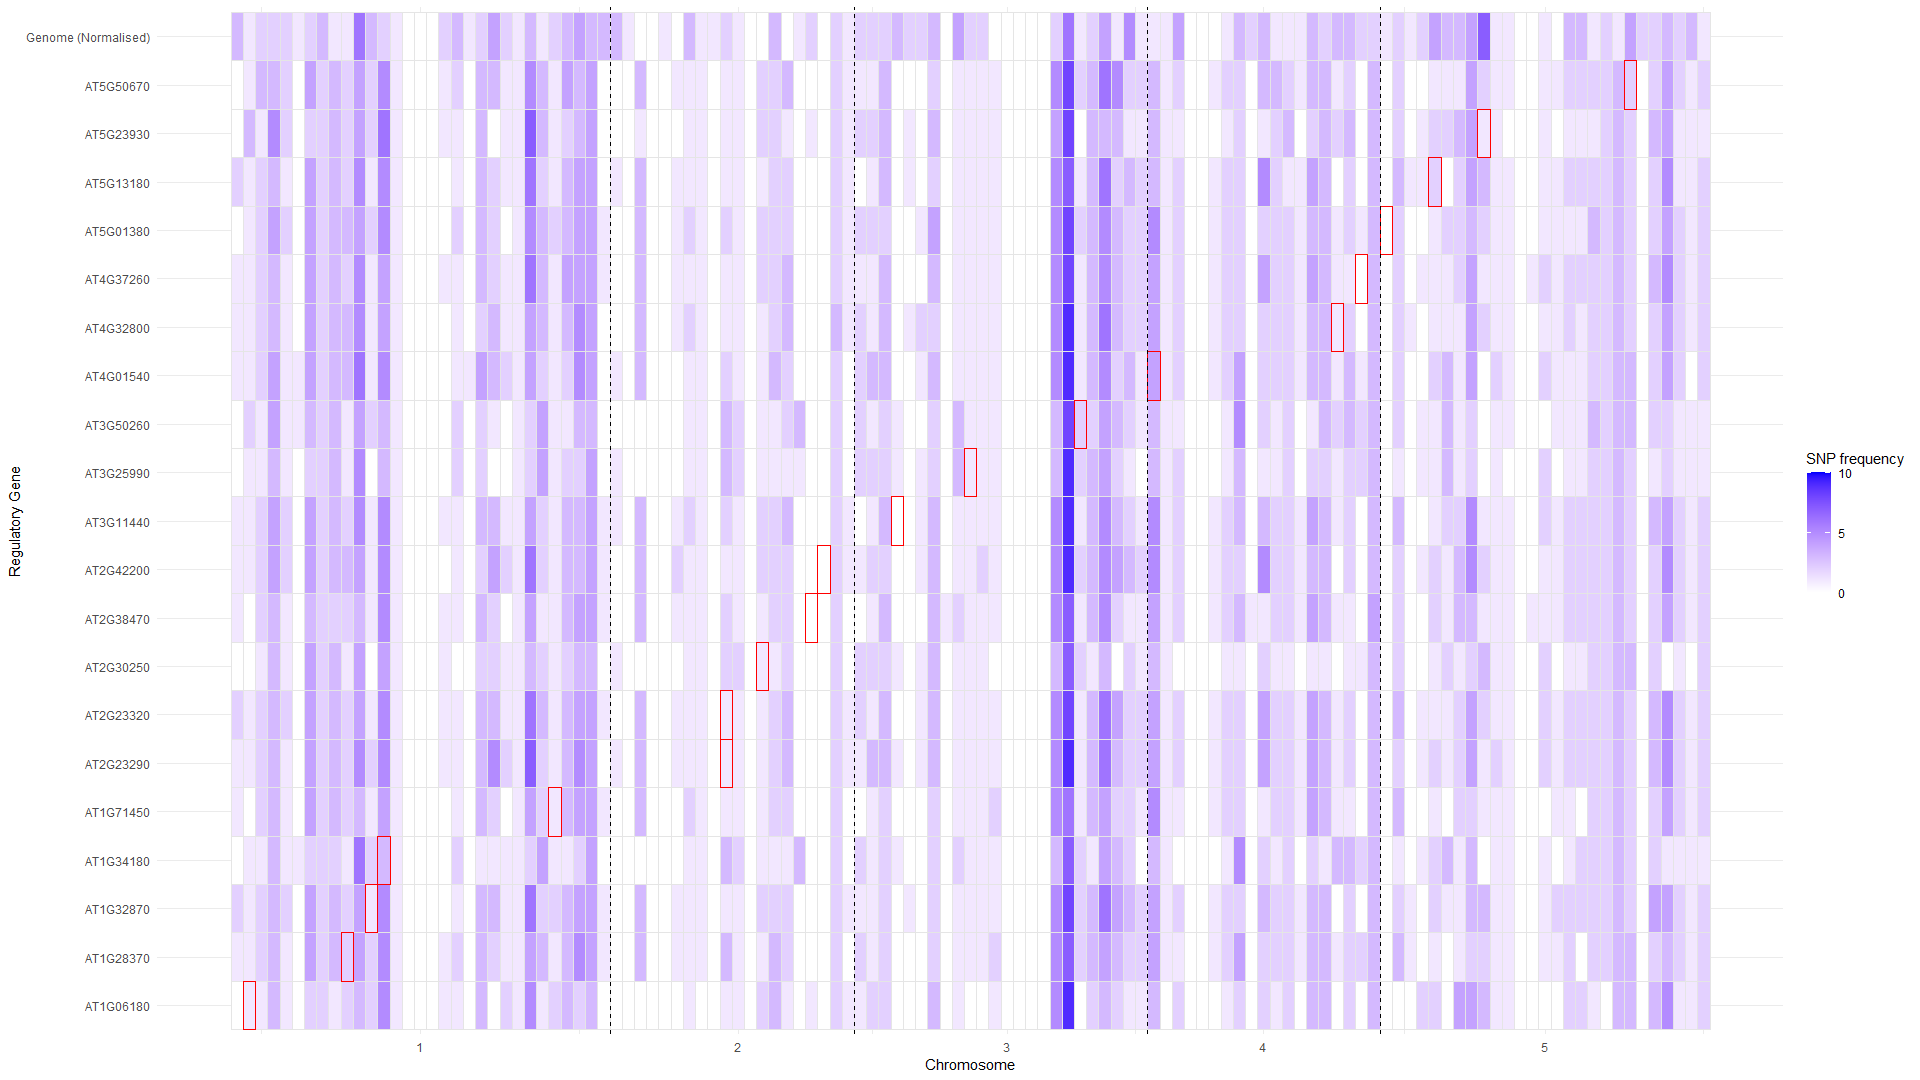 Regulatory Gene
Genome (Normalised)
AT5G50670
AT5G23930
AT5G13180
AT5G01380
AT4G37260
AT4G32800
AT4G01540
AT3G50260
AT3G25990
AT3G11440
AT2G42200
AT2G38470
AT2G30250
AT2G23320
AT2G23290
AT1G71450
AT1G34180
AT1G32870
AT1G28370
AT1G06180
1 2 3 4 5
Chromosome
SNP frequency
10
5
0